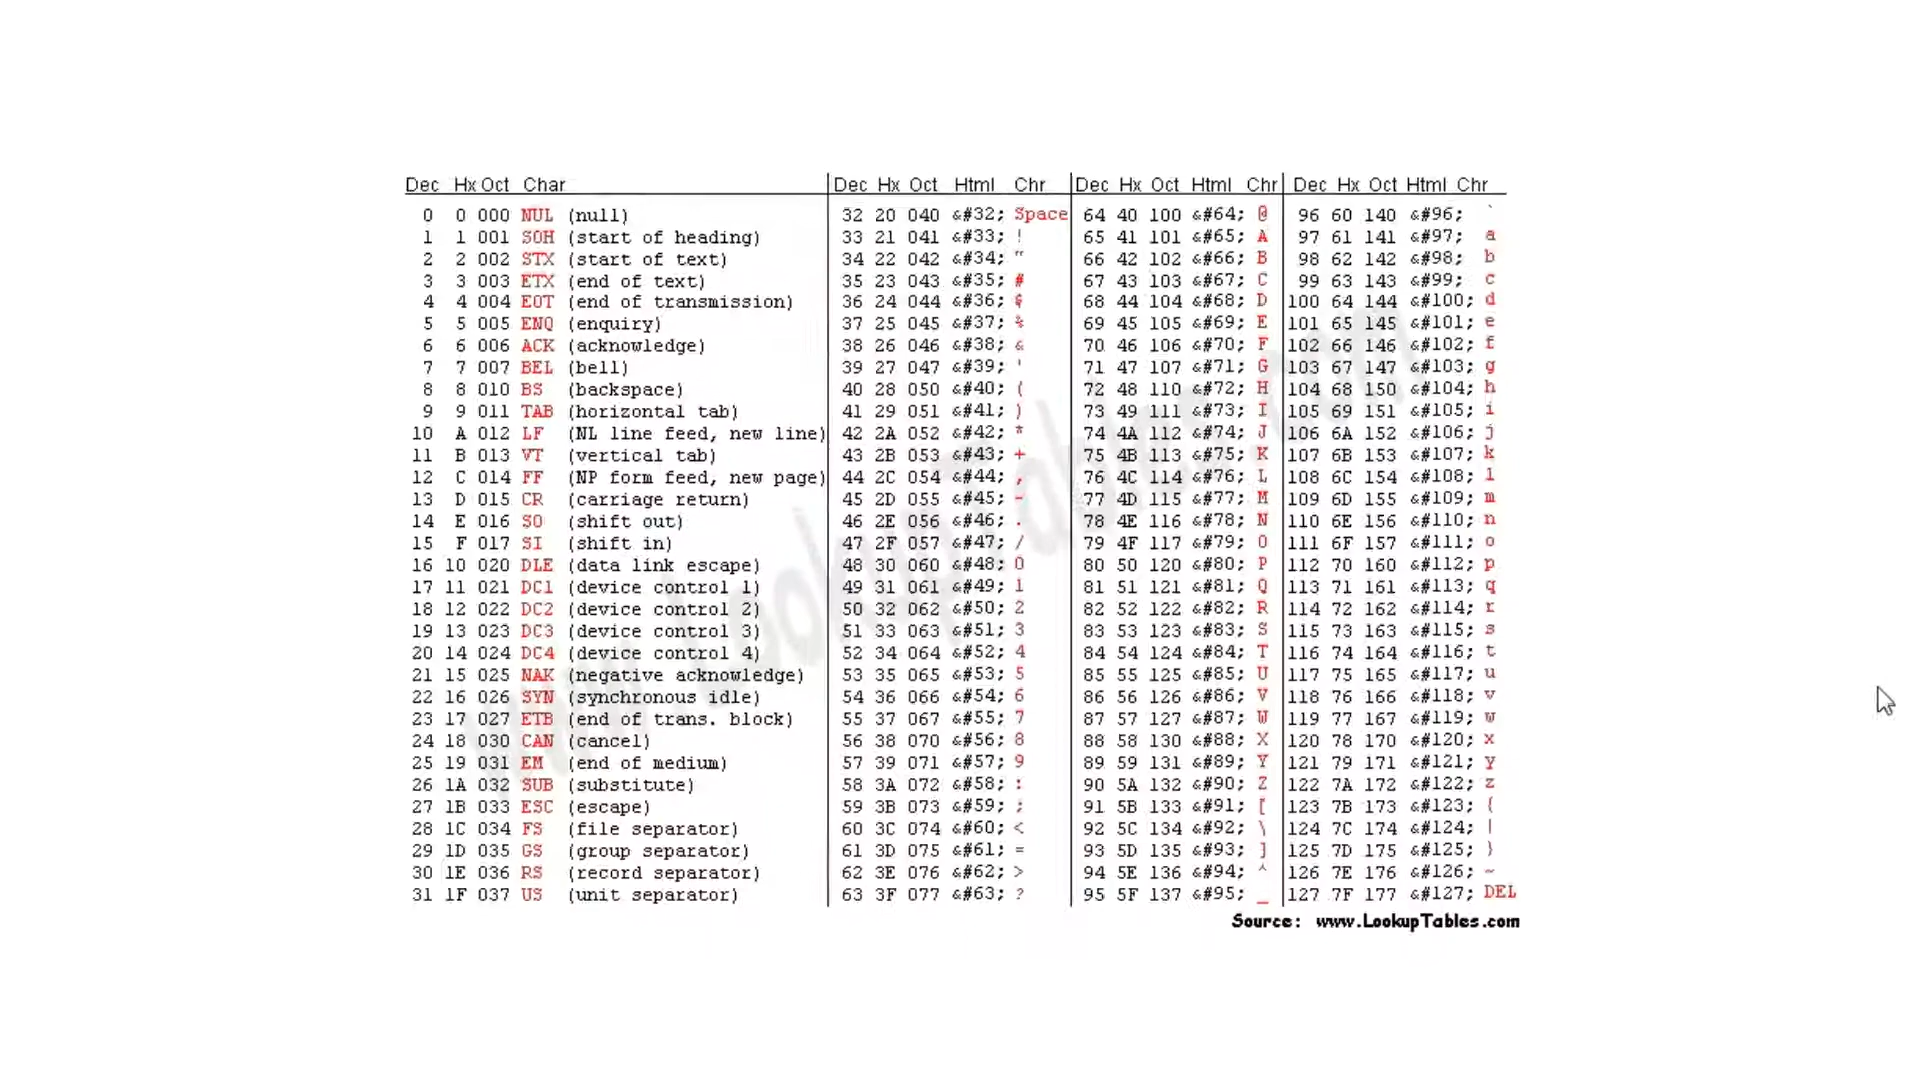 Dec Hx Oct Char Dec Hx Oct Html Chr Dec Hx Oct Html Chr Dec Hx Oct Html Chr
0 0 000 NUL (null) 32 20 040 &#32; Space 64 40 100 &#64; @ 96 60 140 &#96; `
1 1 001 SOH (start of heading) 33 21 041 &#33; ! 65 41 101 &#65; A 97 61 141 &#97; a
2 2 002 STX (start of text) 34 22 042 &#34; " 66 42 102 &#66; B 98 62 142 &#98; b
3 3 003 ETX (end of text) 35 23 043 &#35; # 67 43 103 &#67; C 99 63 143 &#99; c
4 4 004 EOT (end of transmission) 36 24 044 &#36; $ 68 44 104 &#68; D 100 64 144 &#100; d
5 5 005 ENQ (enquiry) 37 25 045 &#37; % 69 45 105 &#69; E 101 65 145 &#101; e
6 6 006 ACK (acknowledge) 38 26 046 &#38; & 70 46 106 &#70; F 102 66 146 &#102; f
7 7 007 BEL (bell) 39 27 047 &#39; ' 71 47 107 &#71; G 103 67 147 &#103; g
8 8 010 BS (backspace) 40 28 050 &#40; ( 72 48 110 &#72; H 104 68 150 &#104; h
9 9 011 TAB (horizontal tab) 41 29 051 &#41; ) 73 49 111 &#73; I 105 69 151 &#105; i
10 A 012 LF (NL line feed, new line) 42 2A 052 &#42; * 74 4A 112 &#74; J 106 6A 152 &#106; j
11 B 013 VT (vertical tab) 43 2B 053 &#43; + 75 4B 113 &#75; K 107 6B 153 &#107; k
12 C 014 FF (NP form feed, new page) 44 2C 054 &#44; , 76 4C 114 &#76; L 108 6C 154 &#108; l
13 D 015 CR (carriage return) 45 2D 055 &#45; - 77 4D 115 &#77; M 109 6D 155 &#109; m
14 E 016 SO (shift out) 46 2E 056 &#46; . 78 4E 116 &#78; N 110 6E 156 &#110; n
15 F 017 SI (shift in) 47 2F 057 &#47; / 79 4F 117 &#79; O 111 6F 157 &#111; o
16 10 020 DLE (data link escape) 48 30 060 &#48; 0 80 50 120 &#80; P 112 70 160 &#112; p
17 11 021 DC1 (device control 1) 49 31 061 &#49; 1 81 51 121 &#81; Q 113 71 161 &#113; q
18 12 022 DC2 (device control 2) 50 32 062 &#50; 2 82 52 122 &#82; R 114 72 162 &#114; r
19 13 023 DC3 (device control 3) 51 33 063 &#51; 3 83 53 123 &#83; S 115 73 163 &#115; s
20 14 024 DC4 (device control 4) 52 34 064 &#52; 4 84 54 124 &#84; T 116 74 164 &#116; t
21 15 025 NAK (negative acknowledge) 53 35 065 &#53; 5 85 55 125 &#85; U 117 75 165 &#117; u
22 16 026 SYN (synchronous idle) 54 36 066 &#54; 6 86 56 126 &#86; V 118 76 166 &#118; v
23 17 027 ETB (end of trans. block) 55 37 067 &#55; 7 87 57 127 &#87; W 119 77 167 &#119; w
24 18 030 CAN (cancel) 56 38 070 &#56; 8 88 58 130 &#88; X 120 78 170 &#120; x
25 19 031 EM (end of medium) 57 39 071 &#57; 9 89 59 131 &#89; Y 121 79 171 &#121; y
26 1A 032 SUB (substitute) 58 3A 072 &#58; : 90 5A 132 &#90; Z 122 7A 172 &#122; z
27 1B 033 ESC (escape) 59 3B 073 &#59; ; 91 5B 133 &#91; [ 123 7B 173 &#123; {
28 1C 034 FS (file separator) 60 3C 074 &#60; < 92 5C 134 &#92; \ 124 7C 174 &#124; |
29 1D 035 GS (group separator) 61 3D 075 &#61; = 93 5D 135 &#93; ] 125 7D 175 &#125; }
30 1E 036 RS (record separator) 62 3E 076 &#62; > 94 5E 136 &#94; ^ 126 7E 176 &#126; ~
31 1F 037 US (unit separator) 63 3F 077 &#63; ? 95 5F 137 &#95; _ 127 7F 177 &#127; DEL
Source: www.LookupTables.com
www.LookupTables.com